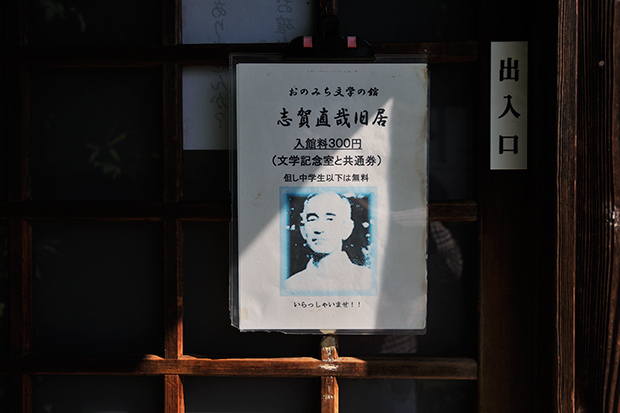 おのみち文学の館
志賀直哉旧居
入館料300円
（文学記念室と共通券）
但し中学生以下は無料
いらっしゃいませ！！
出入口